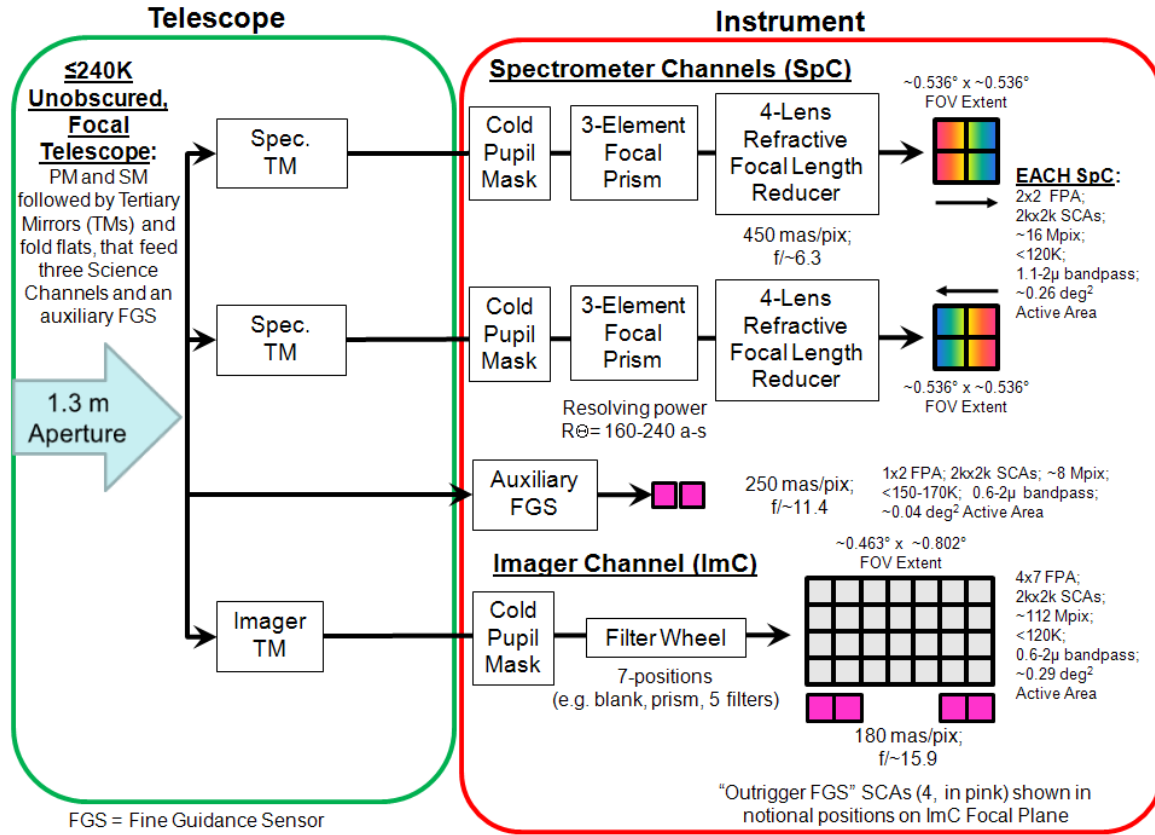 Telescope
Instrument
≤240K
Unobscured,
Focal
Telescope:
PM and SM
followed by Tertiary
Mirrors (TMs) and
fold flats, that feed
three Science
Channels and an
auxiliary FGS
1.3 m
Aperture
Spec.
TM
Spec.
TM
Imager
TM
Spectrometer Channels (SpC)
Cold
Pupil
Mask
3-Element
Focal
Prism
4-Lens
Refractive
Focal Length
Reducer
450 mas/pix;
f/~6.3
~0.536° x ~0.536°
FOV Extent
EACH SpC:
2x2 FPA;
2kx2k SCAs;
~16 Mpix;
<120K;
1.1-2μ bandpass;
~0.26 deg²
Active Area
Cold
Pupil
Mask
3-Element
Focal
Prism
4-Lens
Refractive
Focal Length
Reducer
Resolving power
RΘ= 160-240 a-s
~0.536° x ~0.536°
FOV Extent
Auxiliary
FGS
250 mas/pix;
f/~11.4
1x2 FPA; 2kx2k SCAs; ~8 Mpix;
<150-170K; 0.6-2μ bandpass;
~0.04 deg² Active Area
Imager Channel (ImC)
Cold
Pupil
Mask
Filter Wheel
7-positions
(e.g. blank, prism, 5 filters)
~0.463° x ~0.802°
FOV Extent
4x7 FPA;
2kx2k SCAs;
~112 Mpix;
<120K;
0.6-2μ bandpass;
~0.29 deg²
Active Area
180 mas/pix;
f/~15.9
“Outrigger FGS” SCAs (4, in pink) shown in
notional positions on ImC Focal Plane
FGS = Fine Guidance Sensor